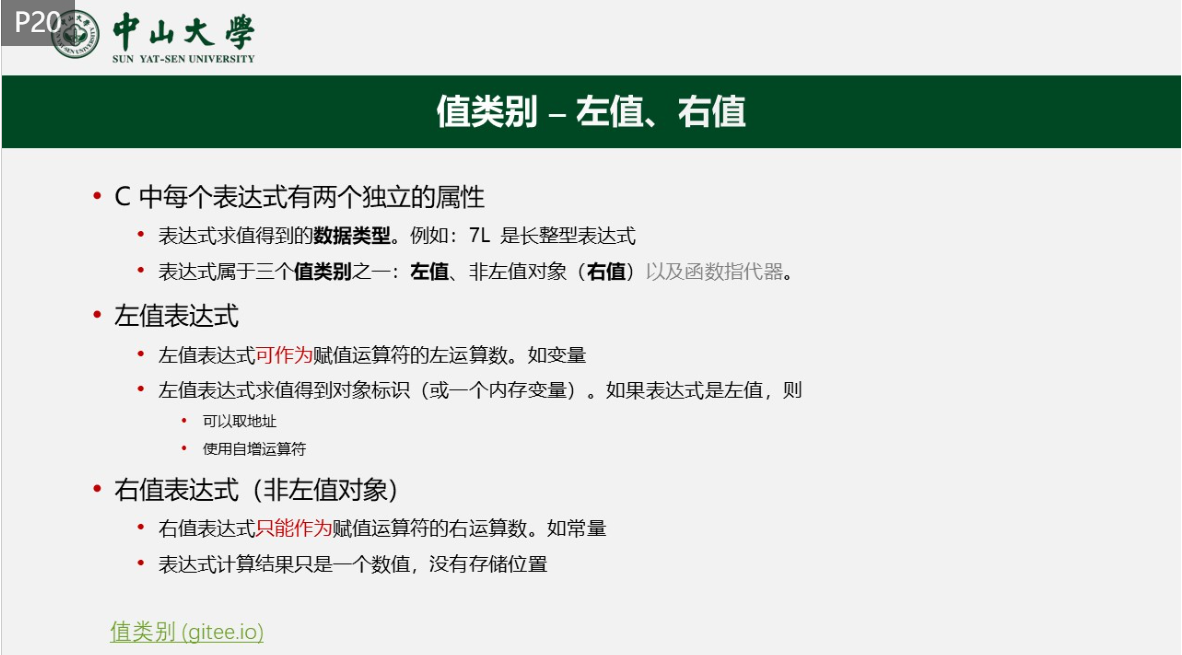 P20
中山大學
SUN YAT-SEN UNIVERSITY
值类别 – 左值、右值
• C 中每个表达式有两个独立的属性
• 表达式求值得到的数据类型。例如：7L 是长整型表达式
• 表达式属于三个值类别之一：左值、非左值对象（右值）以及函数指代器。
• 左值表达式
• 左值表达式可作为赋值运算符的左运算数。如变量
• 左值表达式求值得到对象标识（或一个内存变量）。如果表达式是左值，则
• 可以取地址
• 使用自增运算符
• 右值表达式（非左值对象）
• 右值表达式只能作为赋值运算符的右运算数。如常量
• 表达式计算结果只是一个数值，没有存储位置
值类别 (gitee.io)